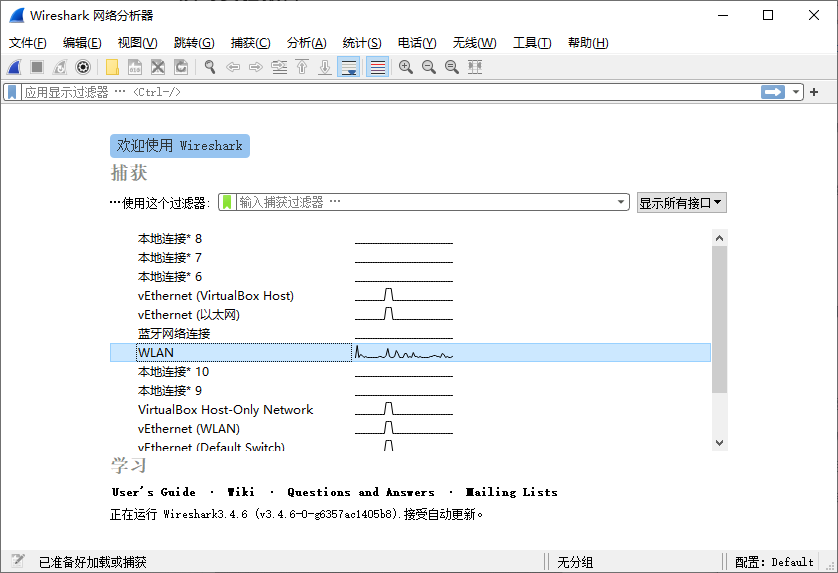 Wireshark 网络分析器
文件(F) 编辑(E) 视图(V) 跳转(G) 捕获(C) 分析(A) 统计(S) 电话(Y) 无线(W) 工具(T) 帮助(H)
应用显示过滤器 … <Ctrl-/>
欢迎使用 Wireshark
捕获
…使用这个过滤器: 输入捕获过滤器 … 显示所有接口
本地连接* 8
本地连接* 7
本地连接* 6
vEthernet (VirtualBox Host)
vEthernet (以太网)
蓝牙网络连接
WLAN
本地连接* 10
本地连接* 9
VirtualBox Host-Only Network
vEthernet (WLAN)
vEthernet (Default Switch)
学习
User's Guide · Wiki · Questions and Answers · Mailing Lists
正在运行 Wireshark3.4.6 (v3.4.6-0-g6357ac1405b8).接受自动更新。
已准备好加载或捕获 无分组 配置: Default